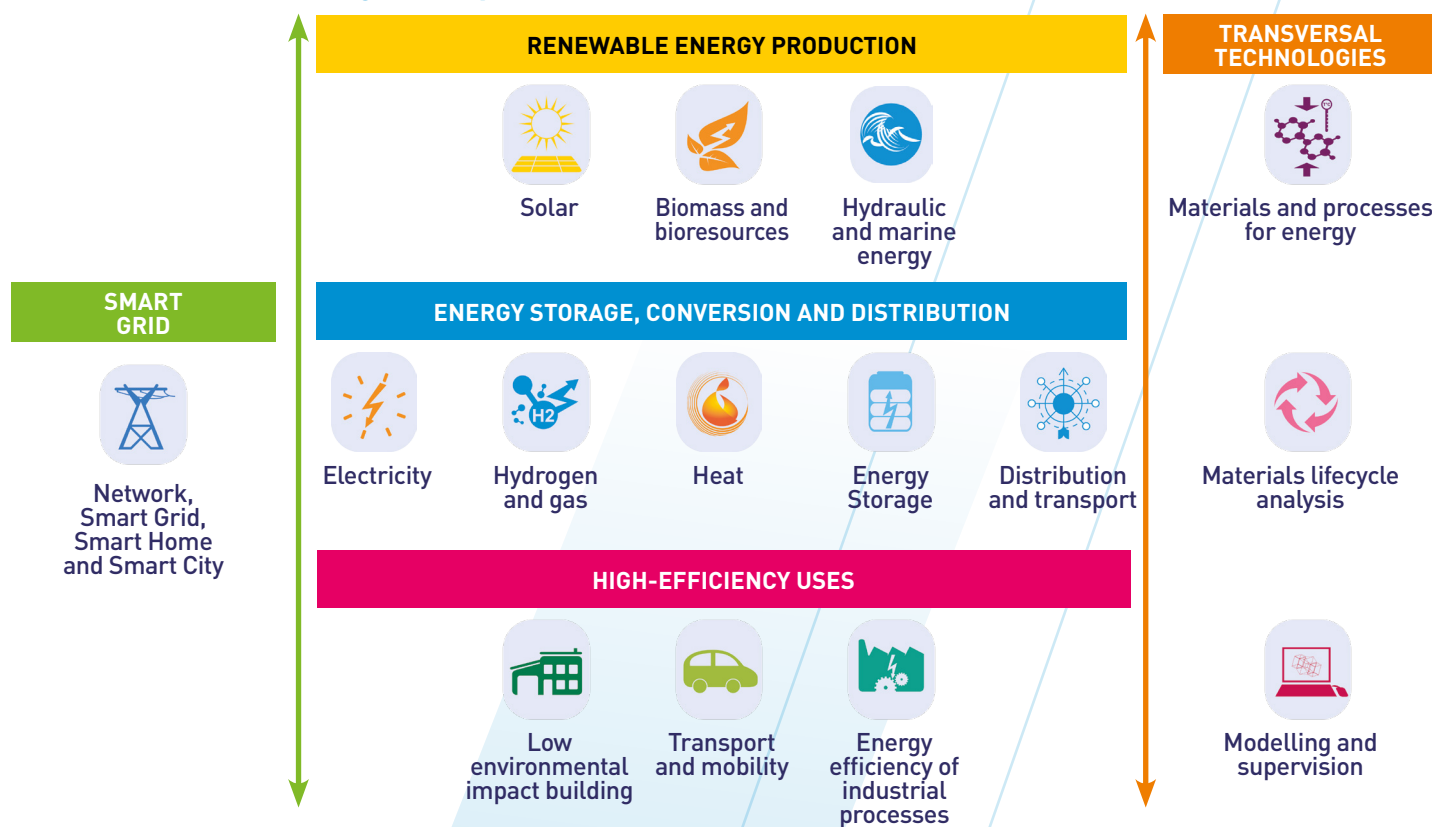 RENEWABLE ENERGY PRODUCTION
TRANSVERSAL
TECHNOLOGIES
Solar
Biomass and
bioresources
Hydraulic
and marine
energy
Materials and processes
for energy
SMART
GRID
ENERGY STORAGE, CONVERSION AND DISTRIBUTION
Network,
Smart Grid,
Smart Home
and Smart City
H2
Electricity
Hydrogen
and gas
Heat
Energy
Storage
Distribution
and transport
Materials lifecycle
analysis
HIGH-EFFICIENCY USES
Low
environmental
impact building
Transport
and mobility
Energy
efficiency of
industrial
processes
Modelling and
supervision